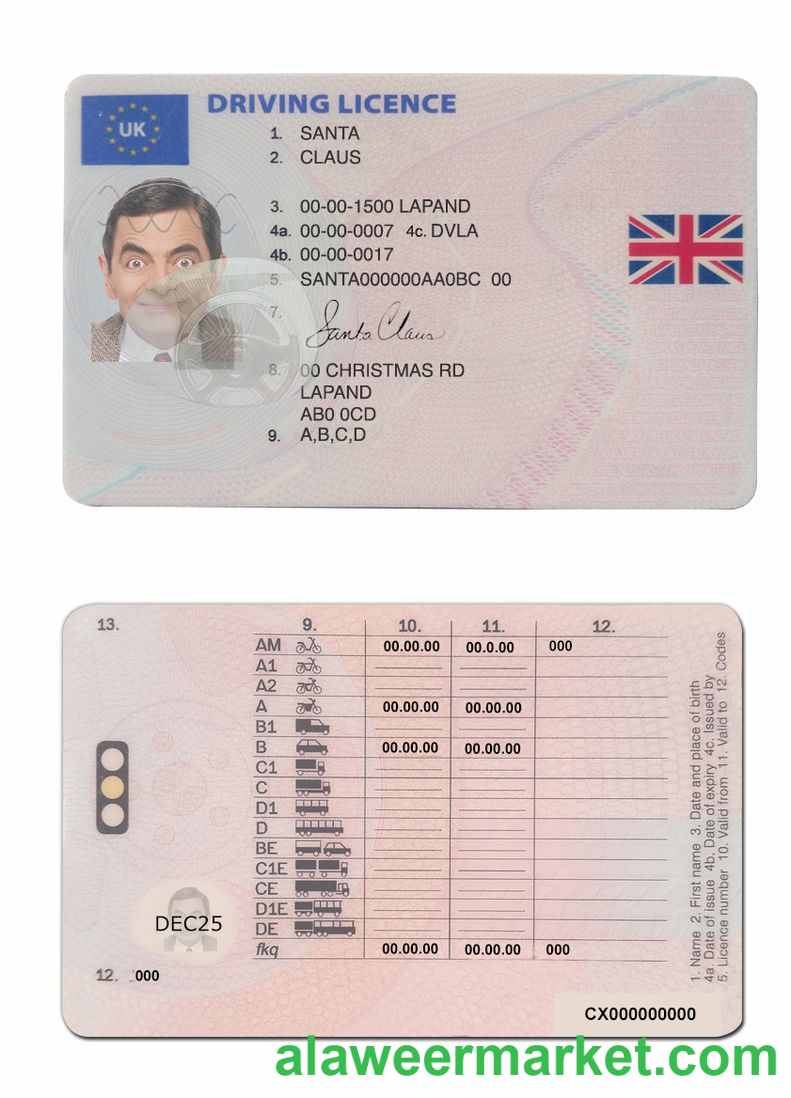 UK
DRIVING LICENCE
1. SANTA
2. CLAUS
3. 00-00-1500 LAPAND
4a. 00-00-0007 4c. DVLA
4b. 00-00-0017
5. SANTA000000AA0BC 00
7. Santa Claus
8. 00 CHRISTMAS RD
LAPAND
AB0 0CD
9. A,B,C,D
13. 9. 10. 11. 12.
AM 00.00.00 00.0.00 000
A1
A2
A 00.00.00 00.00.00
B1
B 00.00.00 00.00.00
C1
C
D1
D
BE
C1E
CE
D1E
DE
fkq 00.00.00 00.00.00 000
DEC25
12. 000
1. Name 2. First name 3. Date and place of birth
4a. Date of issue 4b. Date of expiry 4c. Issued by
5. Licence number 10. Valid from 11. Valid to 12. Codes
CX000000000
alaweermarket.com